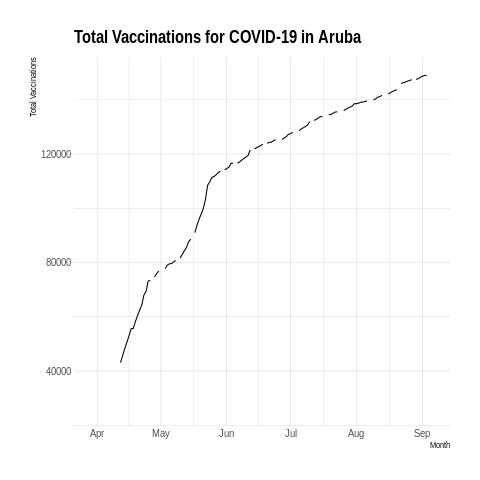 Total Vaccinations for COVID-19 in Aruba
Total Vaccinations
120000
80000
40000
Apr May Jun Jul Aug Sep
Month